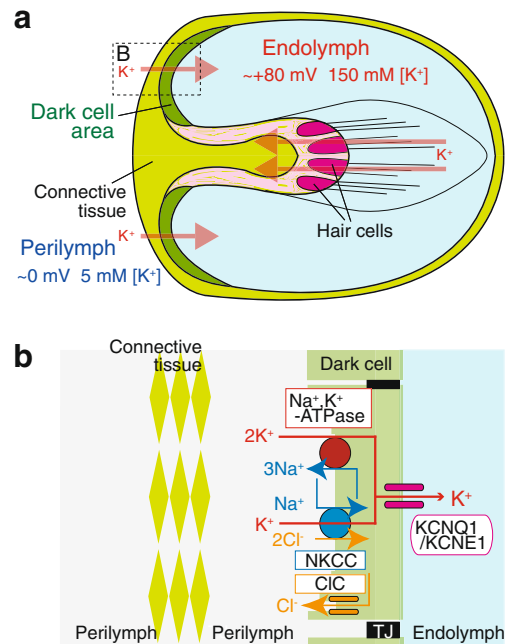 a
B
K⁺
Endolymph
~+80 mV 150 mM [K⁺]
Dark cell
area
K⁺
Connective
tissue
Hair cells
K⁺
Perilymph
~0 mV 5 mM [K⁺]
b
Connective
tissue
Dark cell
Na⁺,K⁺
-ATPase
2K⁺
3Na⁺
Na⁺
K⁺
K⁺
2Cl⁻
KCNQ1
/KCNE1
NKCC
ClC
Cl⁻
TJ
Perilymph
Perilymph
Endolymph